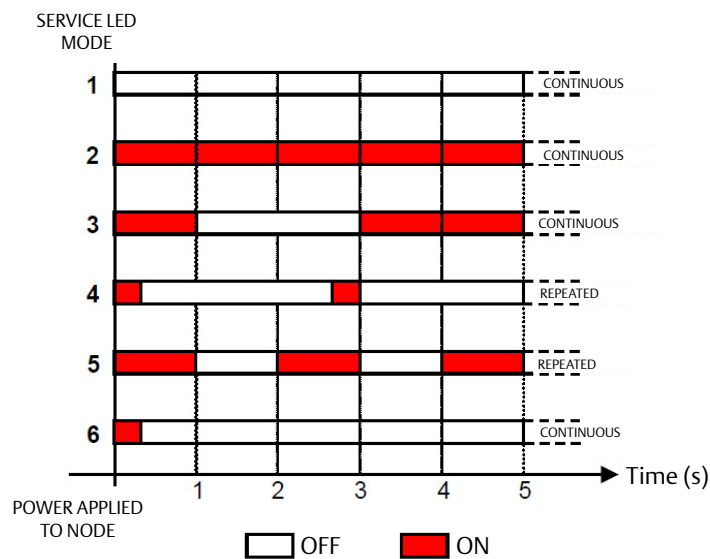 SERVICE LED
MODE
1 CONTINUOUS
2 CONTINUOUS
3 CONTINUOUS
4 REPEATED
5 REPEATED
6 CONTINUOUS
1 2 3 4 5 Time (s)
POWER APPLIED
TO NODE
OFF ON